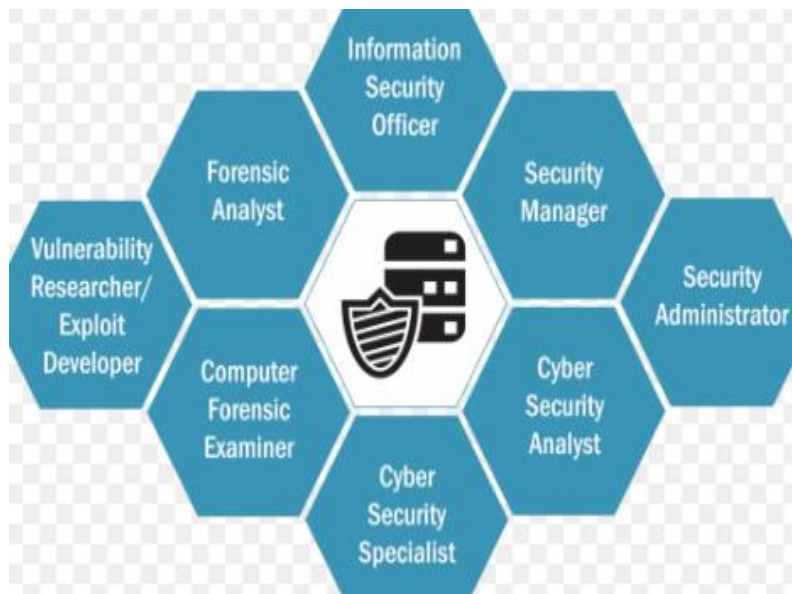 Information
Security
Officer
Forensic
Analyst
Security
Manager
Vulnerability
Researcher/
Exploit
Developer
Security
Administrator
Computer
Forensic
Examiner
Cyber
Security
Analyst
Cyber
Security
Specialist